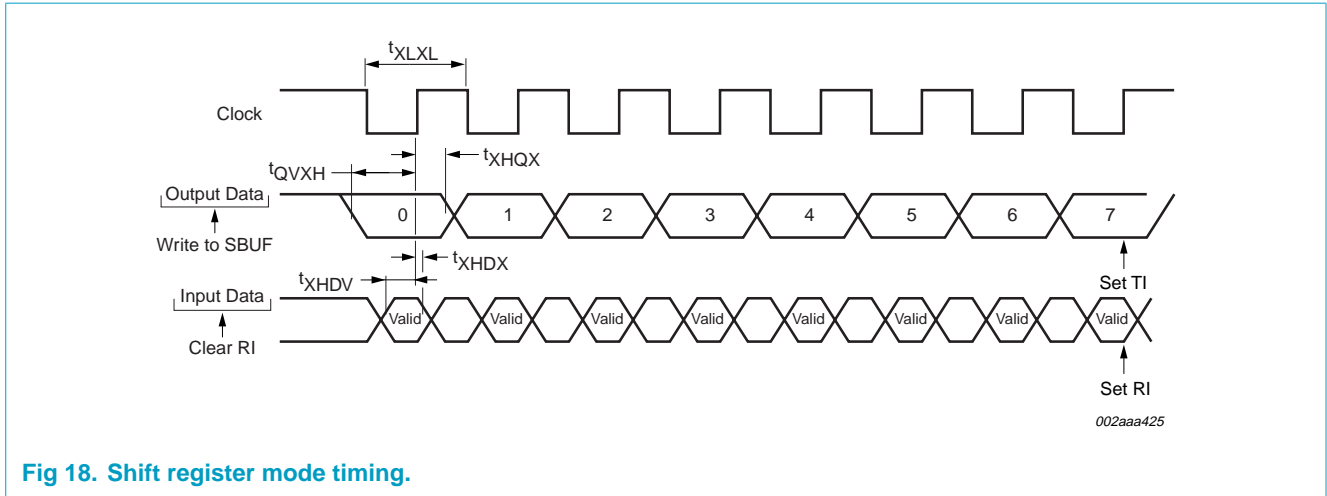 tXLXL
Clock
tXHQX
tQVXH
Output Data
0 1 2 3 4 5 6 7
Write to SBUF
tXHDX
Set TI
tXHDV
Input Data
Valid Valid Valid Valid Valid Valid Valid Valid
Clear RI
Set RI
002aaa425
Fig 18. Shift register mode timing.